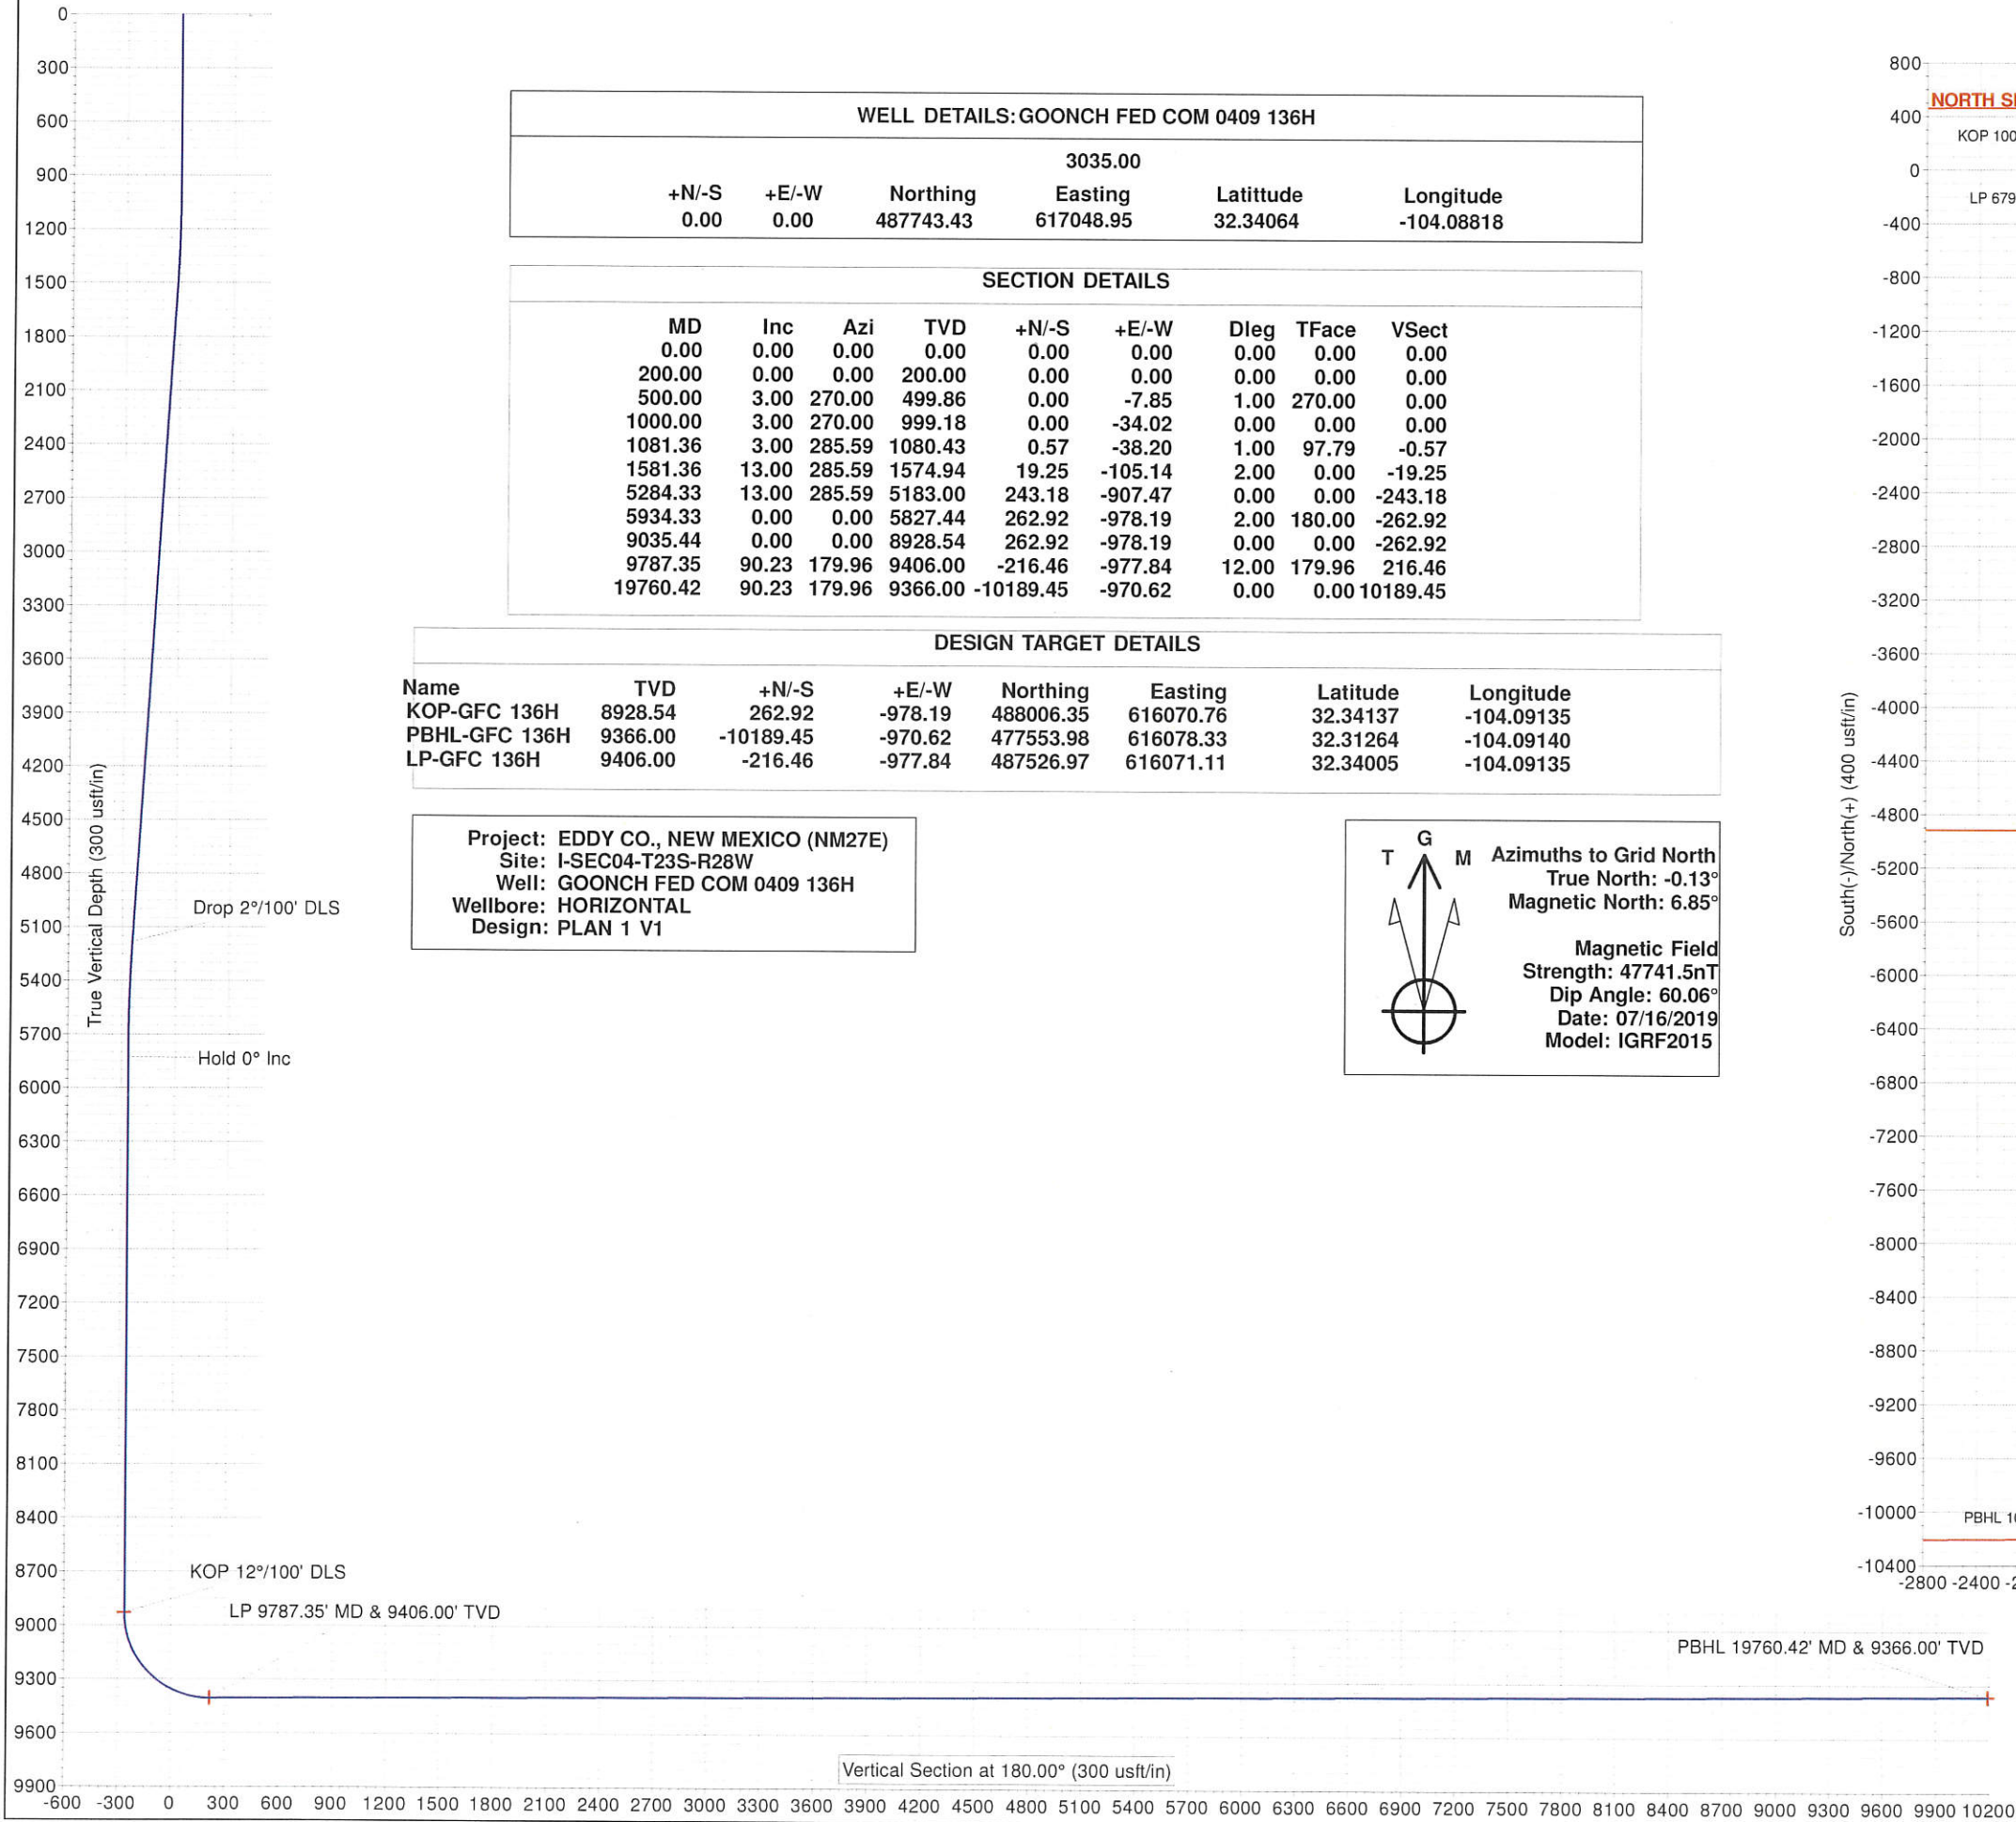 WELL DETAILS: GOONCH FED COM 0409 136H
3035.00
+N/-S +E/-W Northing Easting Latittude Longitude
0.00 0.00 487743.43 617048.95 32.34064 -104.08818
SECTION DETAILS
MD Inc Azi TVD +N/-S +E/-W Dleg TFace VSect
0.00 0.00 0.00 0.00 0.00 0.00 0.00 0.00 0.00
200.00 0.00 0.00 200.00 0.00 0.00 0.00 0.00 0.00
500.00 3.00 270.00 499.86 0.00 -7.85 1.00 270.00 0.00
1000.00 3.00 270.00 999.18 0.00 -34.02 0.00 0.00 0.00
1081.36 3.00 285.59 1080.43 0.57 -38.20 1.00 97.79 -0.57
1581.36 13.00 285.59 1574.94 19.25 -105.14 2.00 0.00 -19.25
5284.33 13.00 285.59 5183.00 243.18 -907.47 0.00 0.00 -243.18
5934.33 0.00 0.00 5827.44 262.92 -978.19 2.00 180.00 -262.92
9035.44 0.00 0.00 8928.54 262.92 -978.19 0.00 0.00 -262.92
9787.35 90.23 179.96 9406.00 -216.46 -977.84 12.00 179.96 216.46
19760.42 90.23 179.96 9366.00 -10189.45 -970.62 0.00 0.00 10189.45
DESIGN TARGET DETAILS
Name TVD +N/-S +E/-W Northing Easting Latitude Longitude
KOP-GFC 136H 8928.54 262.92 -978.19 488006.35 616070.76 32.34137 -104.09135
PBHL-GFC 136H 9366.00 -10189.45 -970.62 477553.98 616078.33 32.31264 -104.09140
LP-GFC 136H 9406.00 -216.46 -977.84 487526.97 616071.11 32.34005 -104.09135
Project: EDDY CO., NEW MEXICO (NM27E)
Site: I-SEC04-T23S-R28W
Well: GOONCH FED COM 0409 136H
Wellbore: HORIZONTAL
Design: PLAN 1 V1
G
T M
Azimuths to Grid North
True North: -0.13°
Magnetic North: 6.85°
Magnetic Field
Strength: 47741.5nT
Dip Angle: 60.06°
Date: 07/16/2019
Model: IGRF2015
0
300
600
900
1200
1500
1800
2100
2400
2700
3000
3300
3600
3900
4200
4500
4800
5100
5400
5700
6000
6300
6600
6900
7200
7500
7800
8100
8400
8700
9000
9300
9600
9900
True Vertical Depth (300 usft/in)
Drop 2°/100' DLS
Hold 0° Inc
KOP 12°/100' DLS
LP 9787.35' MD & 9406.00' TVD
PBHL 19760.42' MD & 9366.00' TVD
Vertical Section at 180.00° (300 usft/in)
-600 -300 0 300 600 900 1200 1500 1800 2100 2400 2700 3000 3300 3600 3900 4200 4500 4800 5100 5400 5700 6000 6300 6600 6900 7200 7500 7800 8100 8400 8700 9000 9300 9600 9900 10200
800
400
0
-400
-800
-1200
-1600
-2000
-2400
-2800
-3200
-3600
-4000
-4400
-4800
-5200
-5600
-6000
-6400
-6800
-7200
-7600
-8000
-8400
-8800
-9200
-9600
-10000
-10400
South(-)/North(+) (400 usft/in)
NORTH
KOP 100
LP 679
PBHL
-2800 -2400